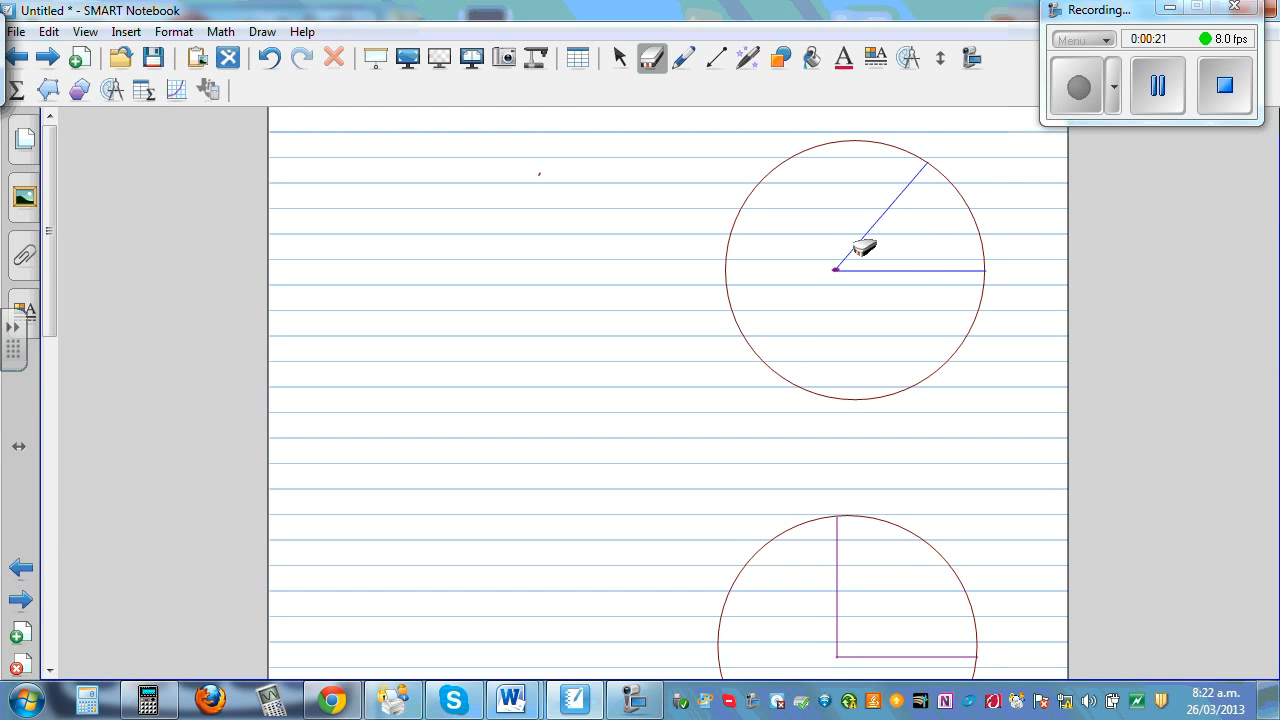 Untitled * - SMART Notebook
Recording...
File Edit View Insert Format Math Draw Help
Menu
0:00:21
8.0 fps
8:22 a.m.
26/03/2013